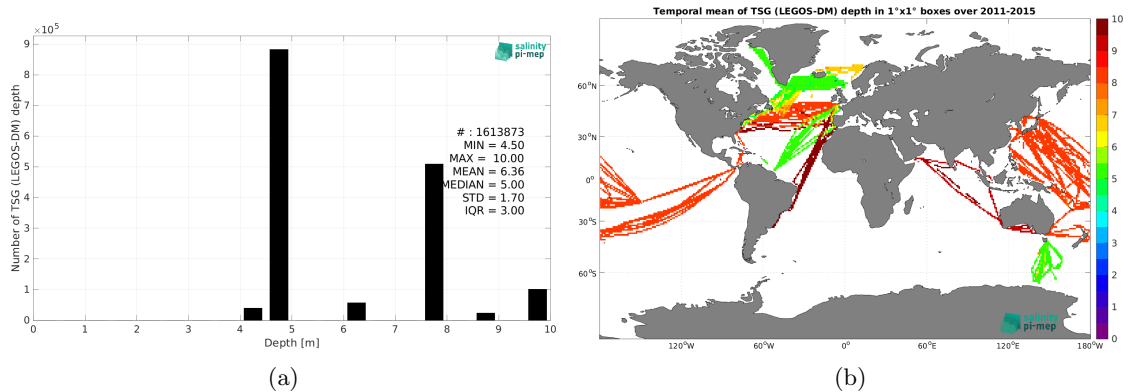 ×10⁵
9
8
7
6
5
4
3
2
1
0
Number of TSG (LEGOS-DM) depth
salinity
pi-mep
# : 1613873
MIN = 4.50
MAX = 10.00
MEAN = 6.36
MEDIAN = 5.00
STD = 1.70
IQR = 3.00
0 1 2 3 4 5 6 7 8 9 10
Depth [m]
(a)
Temporal mean of TSG (LEGOS-DM) depth in 1°x1° boxes over 2011-2015
60°N
30°N
0°
30°S
60°S
120°W 60°W 0° 60°E 120°E 180°W
salinity
pi-mep
10
9
8
7
6
5
4
3
2
1
0
(b)